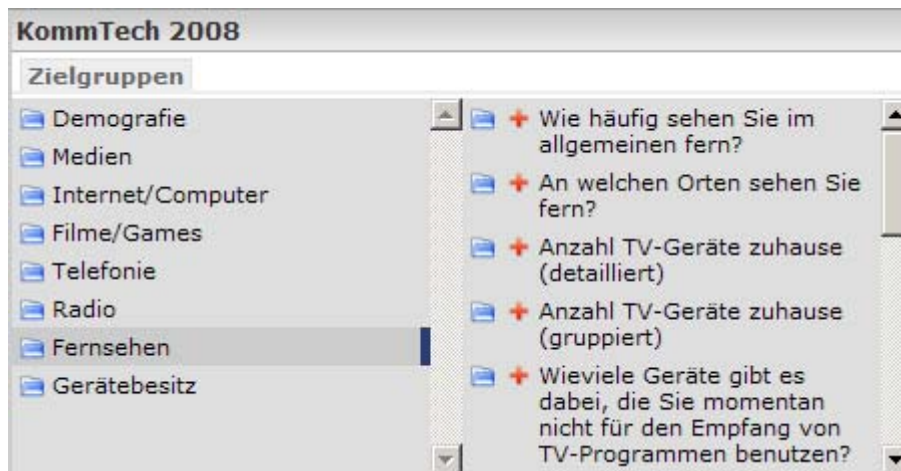 KommTech 2008
Zielgruppen
Demografie
Medien
Internet/Computer
Filme/Games
Telefonie
Radio
Fernsehen
Gerätebesitz
Wie häufig sehen Sie im
allgemeinen fern?
An welchen Orten sehen Sie
fern?
Anzahl TV-Geräte zuhause
(detailliert)
Anzahl TV-Geräte zuhause
(gruppiert)
Wieviele Geräte gibt es
dabei, die Sie momentan
nicht für den Empfang von
TV-Programmen benutzen?